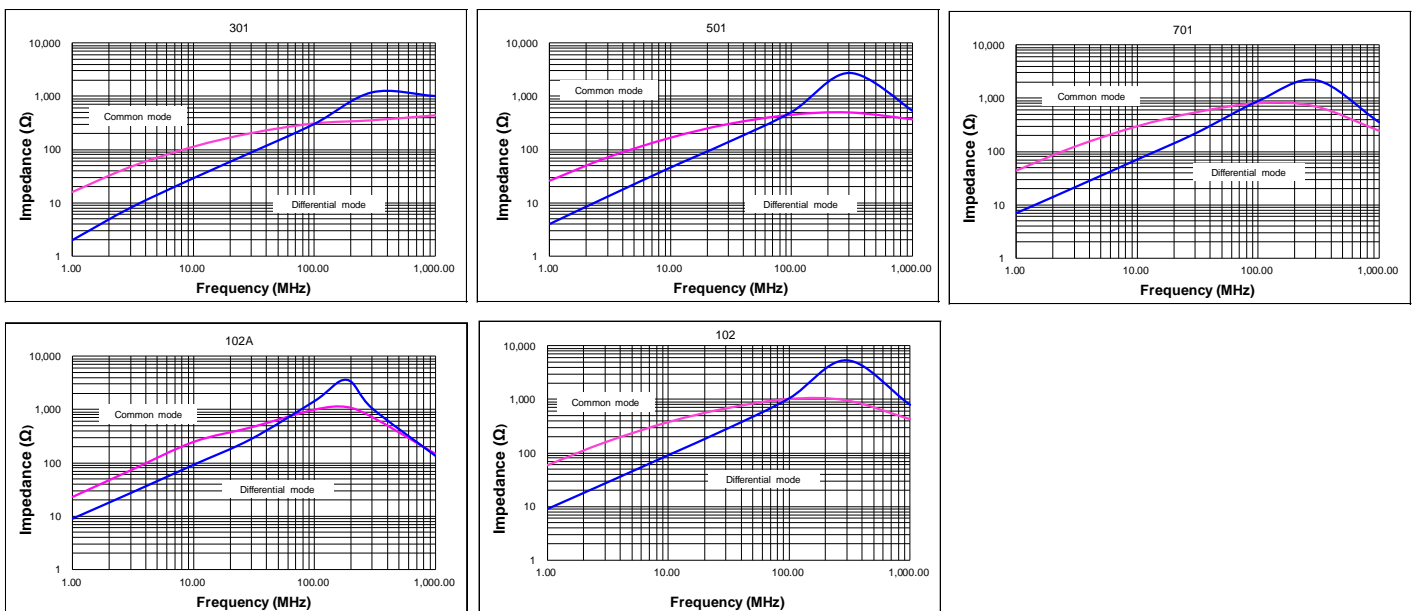 301
10,000
1,000
100
10
1
1.00
10.00
100.00
1,000.00
Impedance (Ω)
Frequency (MHz)
Common mode
Differential mode
501
10,000
1,000
100
10
1
1.00
10.00
100.00
1,000.00
Impedance (Ω)
Frequency (MHz)
Common mode
Differential mode
701
10,000
1,000
100
10
1
1.00
10.00
100.00
1,000.00
Impedance (Ω)
Frequency (MHz)
Common mode
Differential mode
102A
10,000
1,000
100
10
1
1.00
10.00
100.00
1,000.00
Impedance (Ω)
Frequency (MHz)
Common mode
Differential mode
102
10,000
1,000
100
10
1
1.00
10.00
100.00
1,000.00
Impedance (Ω)
Frequency (MHz)
Common mode
Differential mode